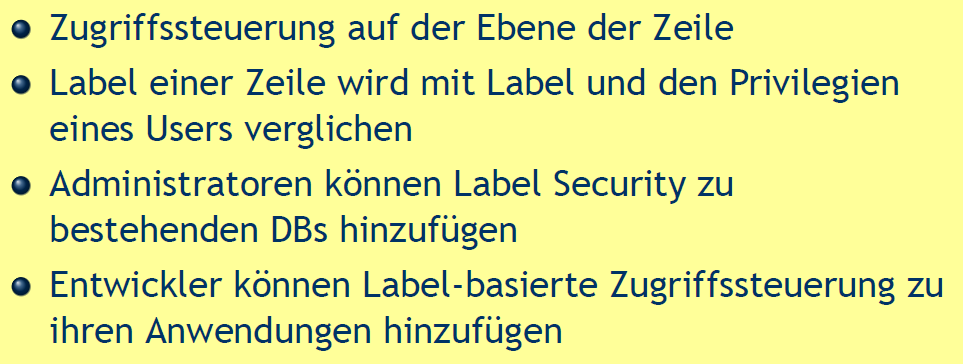 Zugriffssteuerung auf der Ebene der Zeile
Label einer Zeile wird mit Label und den Privilegien
eines Users verglichen
Administratoren können Label Security zu
bestehenden DBs hinzufügen
Entwickler können Label-basierte Zugriffssteuerung zu
ihren Anwendungen hinzufügen